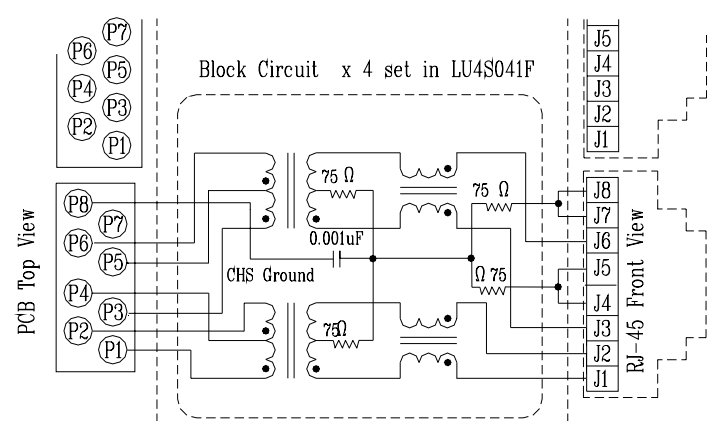 Block Circuit x 4 set in LU4S041F
P7
P6
P5
P4
P3
P2
P1
J5
J4
J3
J2
J1
PCB Top View
P8
P7
P6
P5
P4
P3
P2
P1
75 Ω
75 Ω
0.001uF
CHS Ground
Ω 75
75Ω
J8
J7
J6
J5
J4
J3
J2
J1
RJ-45 Front View